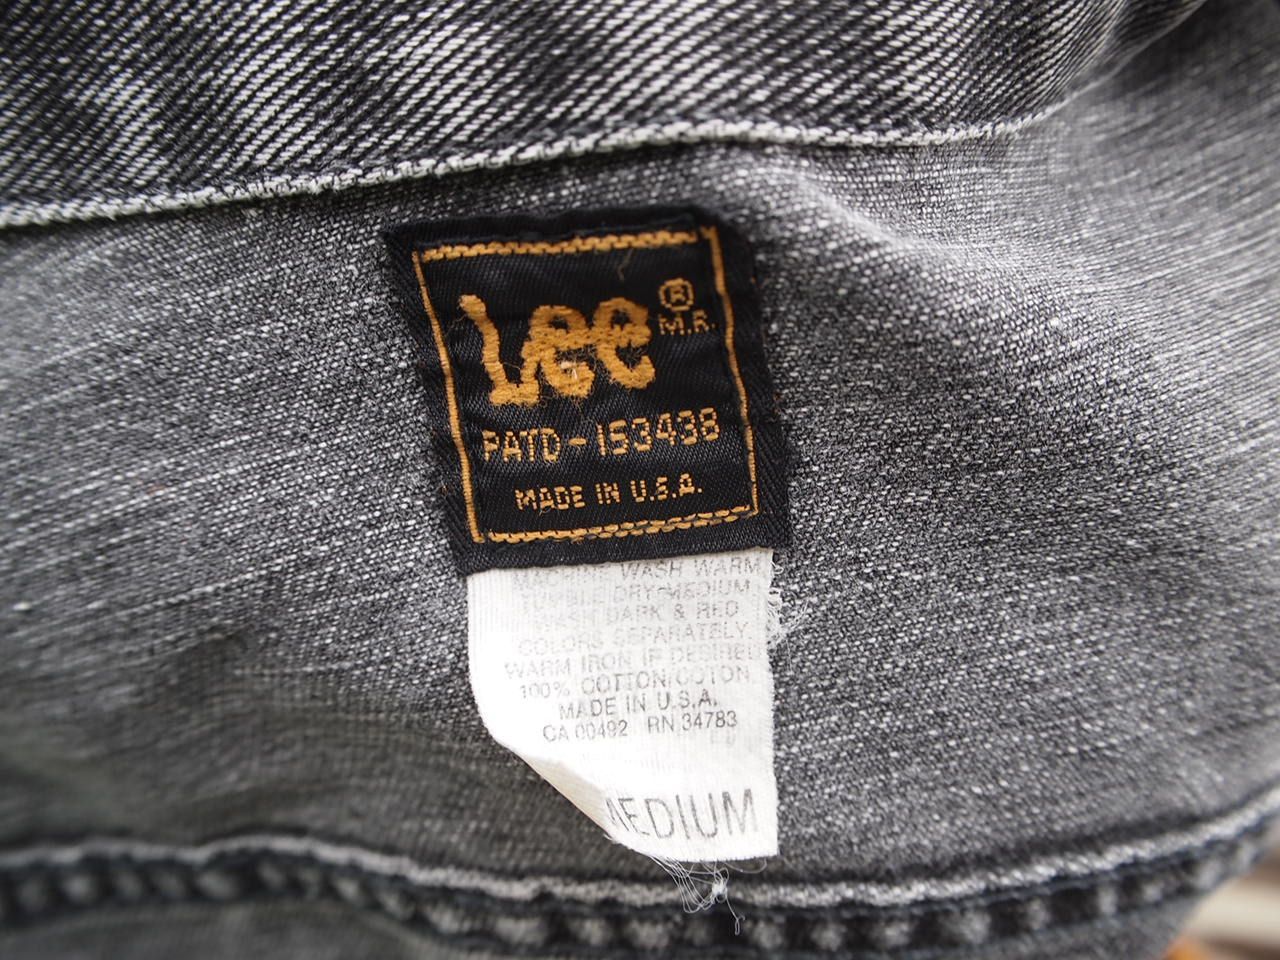 Lee ®
M.R.
PATD-153438
MADE IN U.S.A.
MACHINE WASH WARM
TUMBLE DRY-MEDIUM
WASH DARK & RED
COLORS SEPARATELY
WARM IRON IF DESIRED
100% COTTON/COTON
MADE IN U.S.A.
CA 00492 RN 34783
MEDIUM